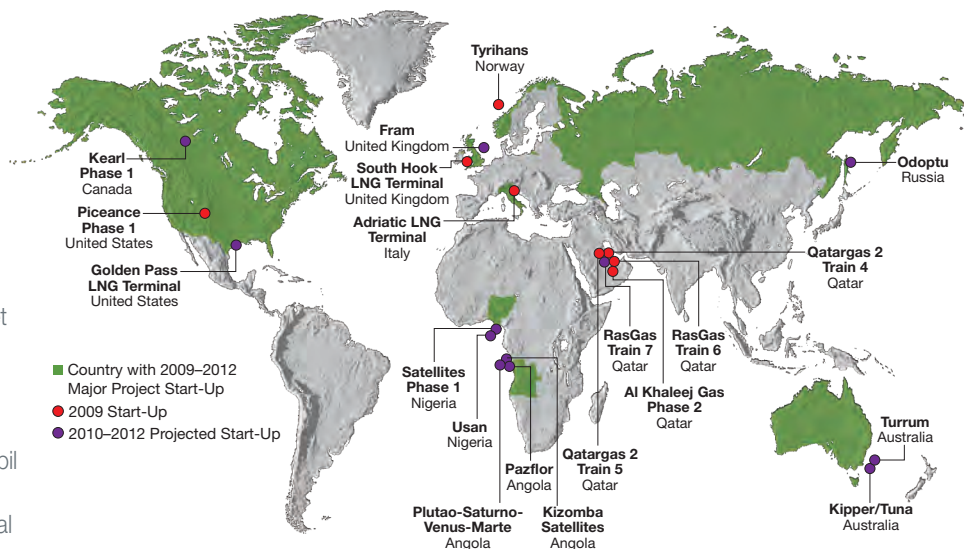 Tyrihans
Norway
Fram
United Kingdom
South Hook
LNG Terminal
United Kingdom
Adriatic LNG
Terminal
Italy
Kearl
Phase 1
Canada
Piceance
Phase 1
United States
Golden Pass
LNG Terminal
United States
Odoptu
Russia
Qatargas 2
Train 4
Qatar
RasGas
Train 7
Qatar
RasGas
Train 6
Qatar
Al Khaleej Gas
Phase 2
Qatar
Qatargas 2
Train 5
Qatar
Satellites
Phase 1
Nigeria
Usan
Nigeria
Pazflor
Angola
Plutao-Saturno-
Venus-Marte
Angola
Kizomba
Satellites
Angola
Turrum
Australia
Kipper/Tuna
Australia
Country with 2009–2012
Major Project Start-Up
2009 Start-Up
2010–2012 Projected Start-Up